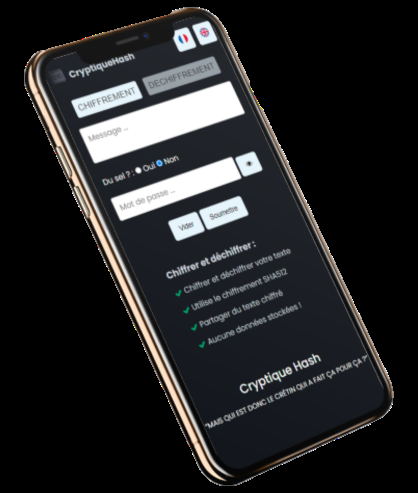 CryptiqueHash
CHIFFREMENT DÉCHIFFREMENT
Message ...
Du sel ? : Oui Non
Mot de passe ...
Vider Soumettre
Chiffrer et déchiffrer :
Chiffrer et déchiffrer votre texte
Utilise le chiffrement SHA512
Partager du texte chiffré
Aucune données stockées !
Cryptique Hash
"MAIS QUI EST DONC LE CRÉTIN QUI A FAIT ÇA POUR ÇA ?"